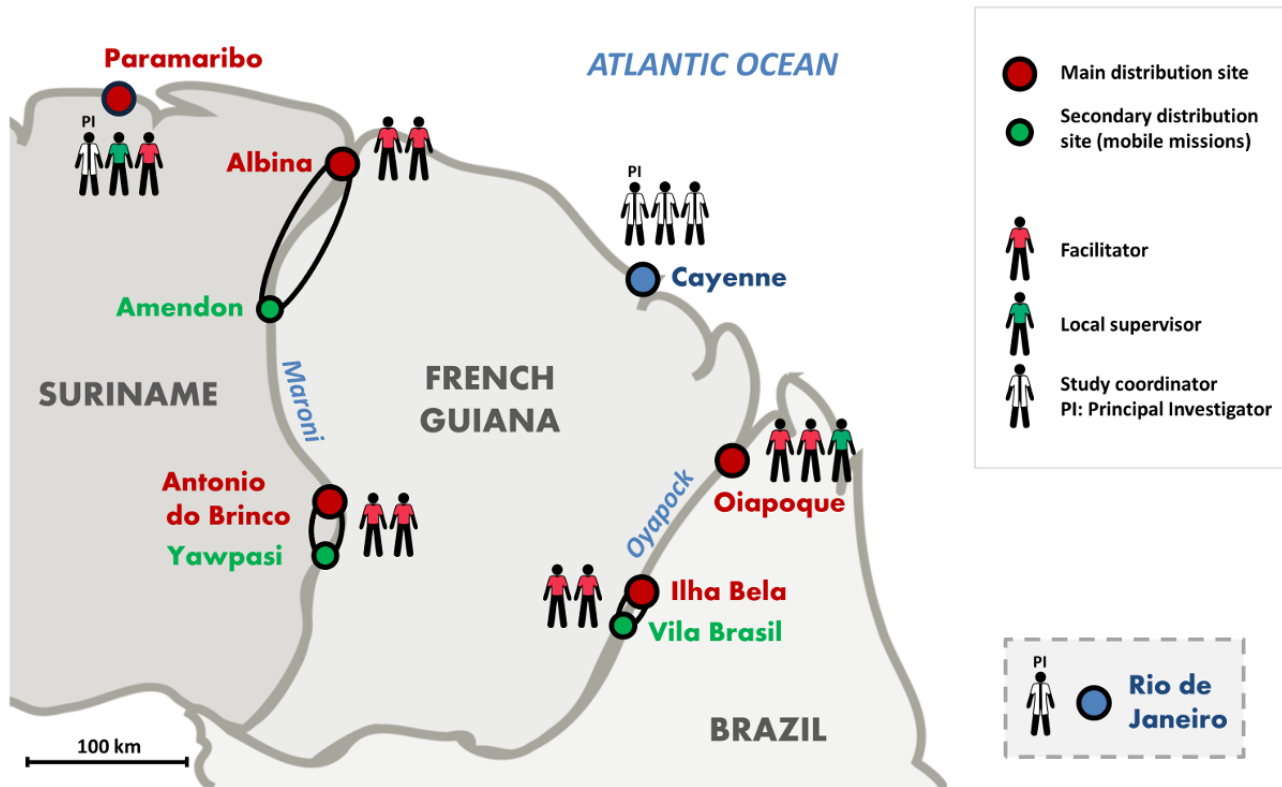 Paramaribo
ATLANTIC OCEAN
PI
Albina
PI
Cayenne
Amendon
Maroni
SURINAME
FRENCH
GUIANA
Antonio
do Brinco
Yawpasi
Oyapock
Oiapoque
Ilha Bela
Vila Brasil
BRAZIL
100 km
Main distribution site
Secondary distribution
site (mobile missions)
Facilitator
Local supervisor
Study coordinator
PI: Principal Investigator
PI
Rio de
Janeiro